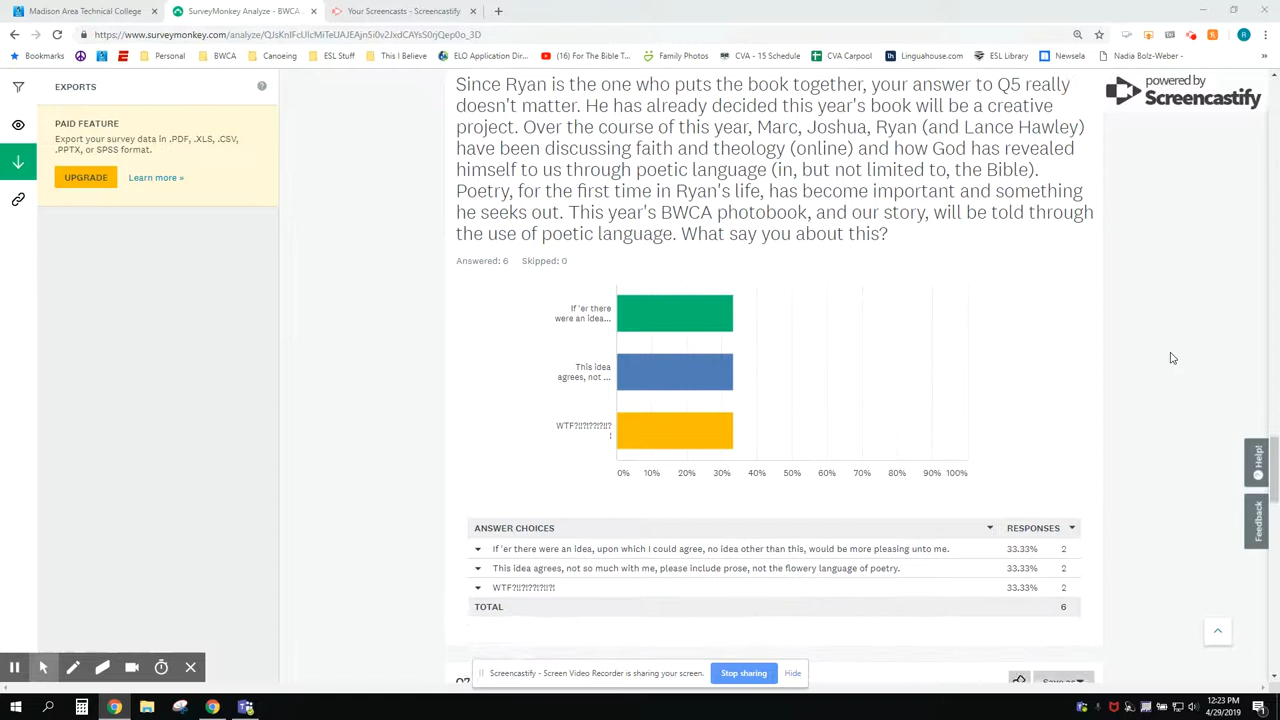 Madison Area Technical College
SurveyMonkey Analyze - BWCA
Your Screencasts - Screencastify
https://www.surveymonkey.com/analyze/
Bookmarks
Personal
BWCA
Canoeing
ESL Stuff
This I Believe
ELO Application Dir...
(16) For The Bible T...
Family Photos
CVA - 15 Schedule
CVA Carpool
Linguahouse.com
ESL Library
Newsela
Nadia Bolz-Weber -
EXPORTS
PAID FEATURE
Export your survey data in .PDF, .XLS, .CSV,
.PPTX, or SPSS format.
UPGRADE
Learn more »
powered by
Screencastify
Since Ryan is the one who puts the book together, your answer to Q5 really
doesn't matter. He has already decided this year's book will be a creative
project. Over the course of this year, Marc, Joshua, Ryan (and Lance Hawley)
have been discussing faith and theology (online) and how God has revealed
himself to us through poetic language (in, but not limited to, the Bible).
Poetry, for the first time in Ryan's life, has become important and something
he seeks out. This year's BWCA photobook, and our story, will be told through
the use of poetic language. What say you about this?
Answered: 6 Skipped: 0
If 'er there
were an idea...
This idea
agrees, not ...
WTF?!!?!??!?!!?
!
0% 10% 20% 30% 40% 50% 60% 70% 80% 90% 100%
ANSWER CHOICES RESPONSES
If 'er there were an idea, upon which I could agree, no idea other than this, would be more pleasing unto me. 33.33% 2
This idea agrees, not so much with me, please include prose, not the flowery language of poetry. 33.33% 2
WTF?!!?!??!?!!?! 33.33% 2
TOTAL 6
Help!
Feedback
Screencastify - Screen Video Recorder is sharing your screen.
Stop sharing
Hide
12:23 PM
4/29/2019